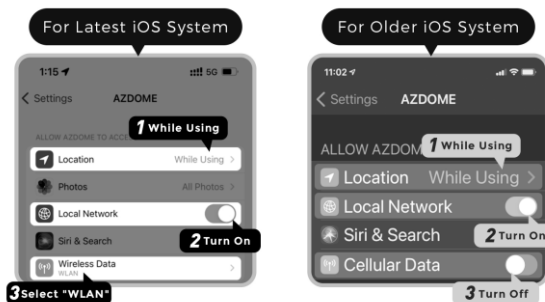 For Latest iOS System
1:15 5G
Settings AZDOME
ALLOW AZDOME TO ACCE
1 While Using
Location While Using
Photos All Photos
Local Network
Siri & Search
2 Turn On
Wireless Data
WLAN
3 Select "WLAN"
For Older iOS System
11:02
Settings AZDOME
ALLOW AZDOM
1 While Using
Location While Using
Local Network
Siri & Search
2 Turn On
Cellular Data
3 Turn Off